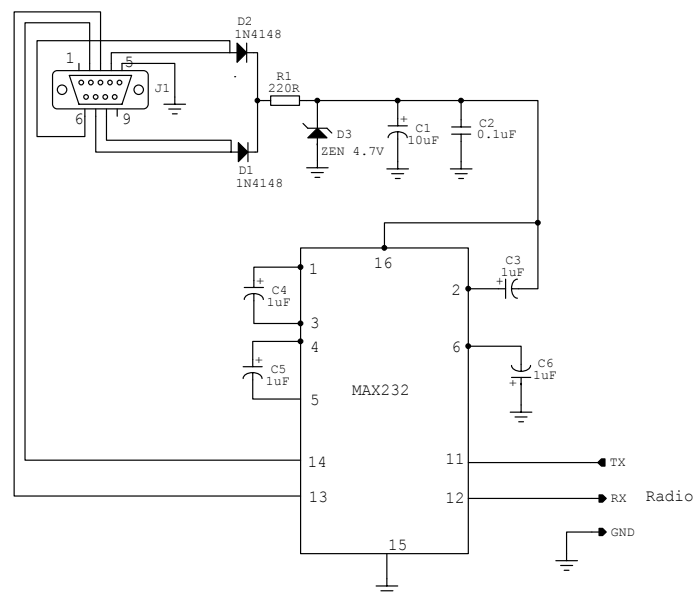 D2
1N4148
1
5
J1
6
9
R1
220R
D3
ZEN 4.7V
C1
10uF
C2
0.1uF
D1
1N4148
16
1
C4
1uF
3
4
C5
1uF
5
2
C3
1uF
6
C6
1uF
MAX232
14
13
11
TX
12
RX
Radio
GND
15